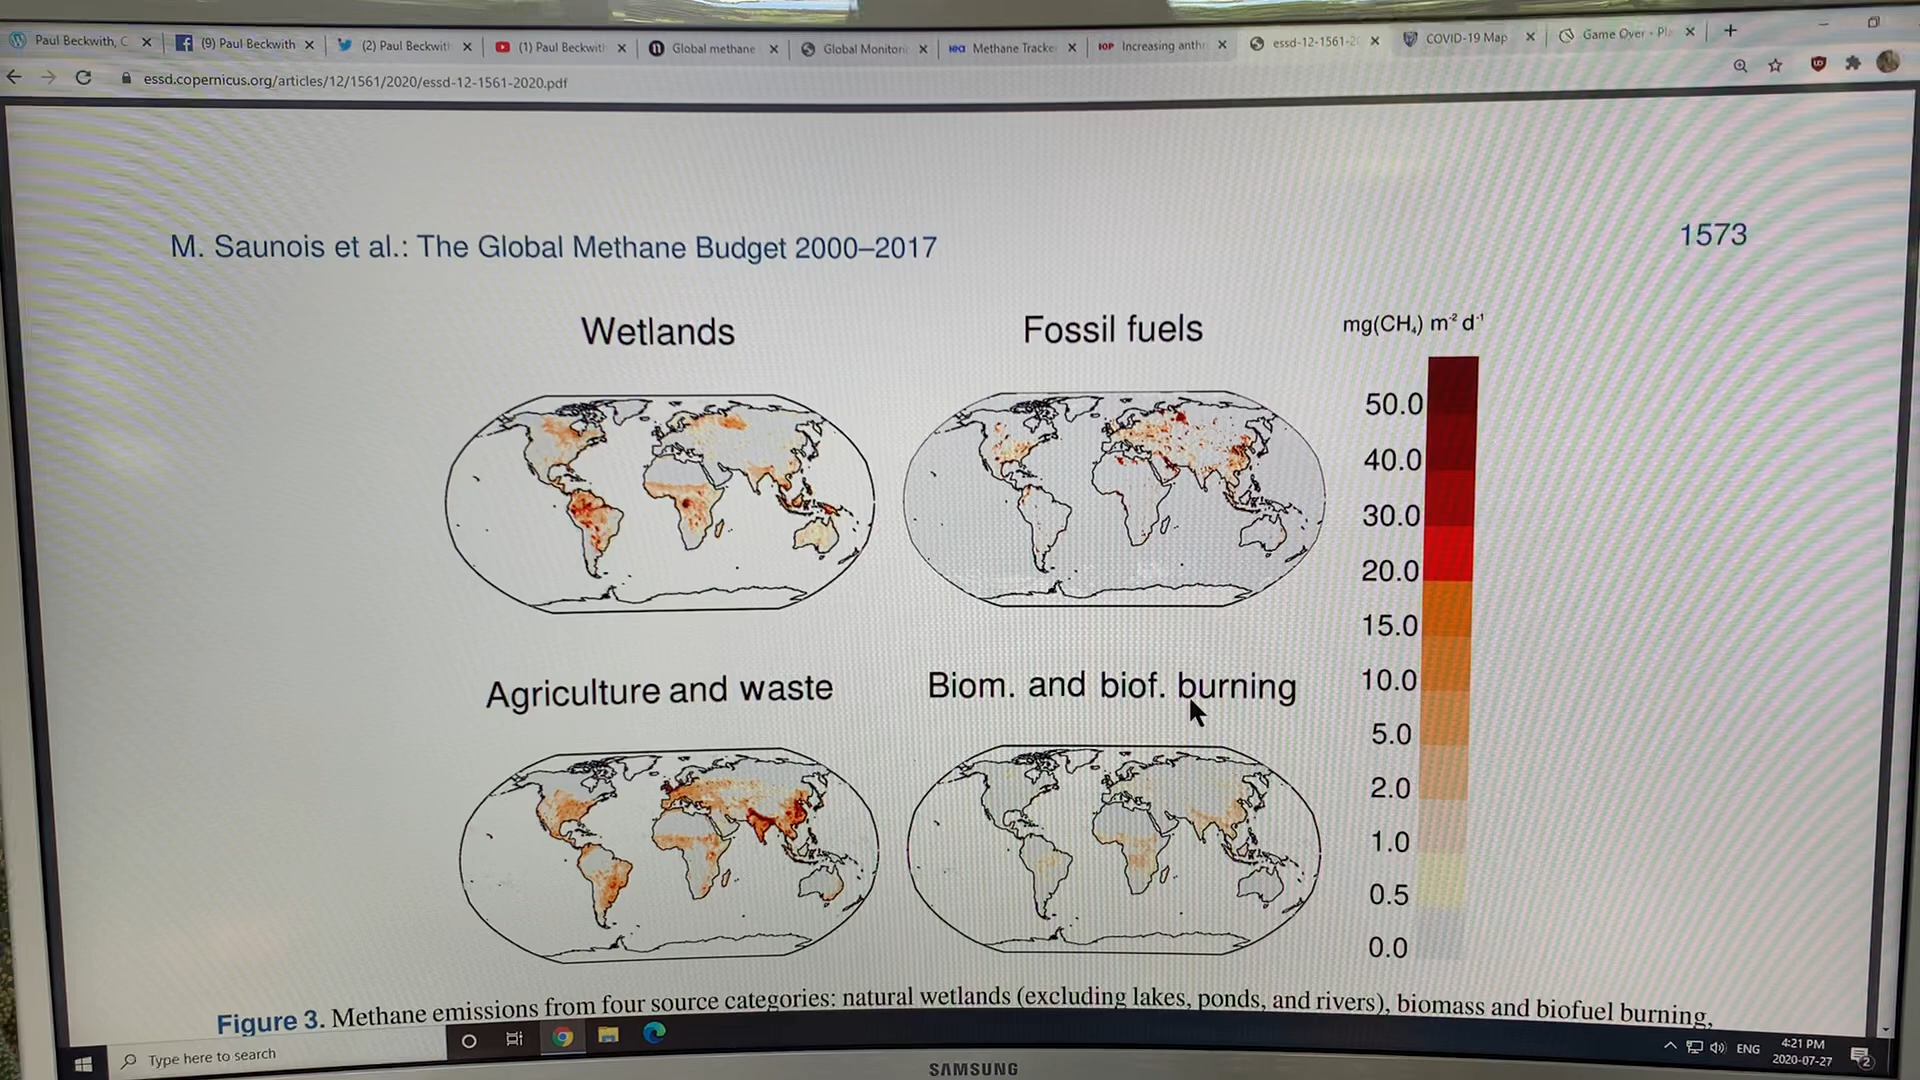 Paul Beckwith, C
(9) Paul Beckwith
(2) Paul Beckwit
(1) Paul Beckwit
Global methane
Global Monitori
iea Methane Tracke
IOP Increasing anthr
essd-12-1561-20
COVID-19 Map
Game Over - Pla
essd.copernicus.org/articles/12/1561/2020/essd-12-1561-2020.pdf
M. Saunois et al.: The Global Methane Budget 2000–2017
1573
Wetlands
Fossil fuels
mg(CH₄) m⁻² d⁻¹
50.0
40.0
30.0
20.0
15.0
10.0
5.0
2.0
1.0
0.5
0.0
Agriculture and waste
Biom. and biof. burning
Figure 3. Methane emissions from four source categories: natural wetlands (excluding lakes, ponds, and rivers), biomass and biofuel burning,
Type here to search
ENG
4:21 PM
2020-07-27
2
SAMSUNG